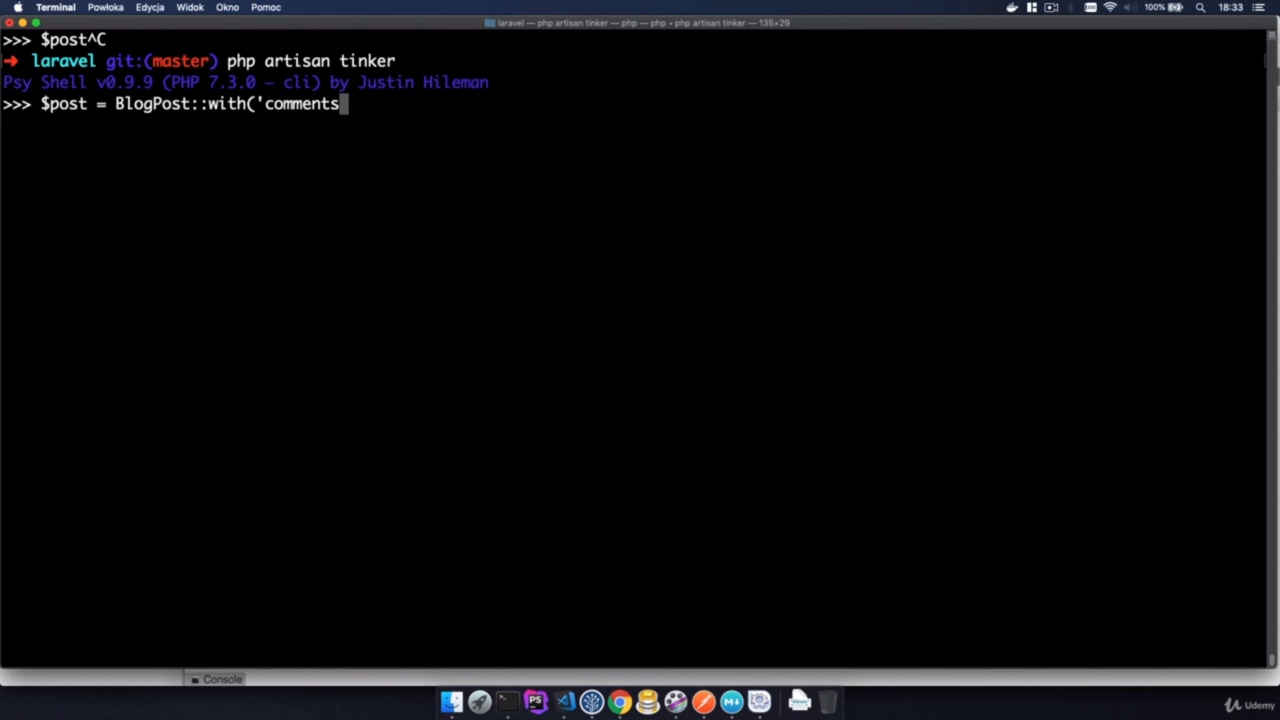 Terminal Powłoka Edycja Widok Okno Pomoc 100% 18:33
laravel — php artisan tinker — php — php • php artisan tinker — 135×29
>>> $post^C
➜ laravel git:(master) php artisan tinker
Psy Shell v0.9.9 (PHP 7.3.0 — cli) by Justin Hileman
>>> $post = BlogPost::with('comments
Console
PS
M↓
Udemy